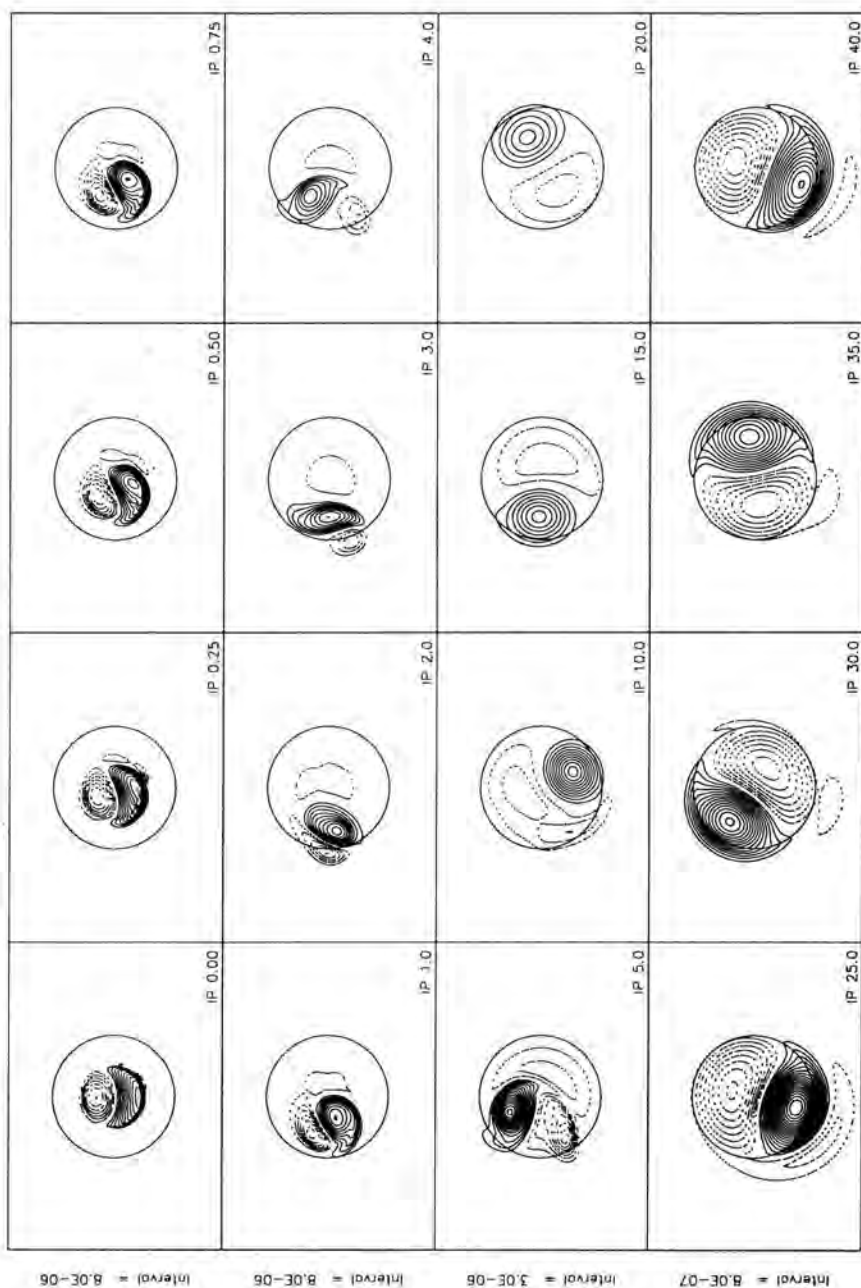 Interval = 8.0E-06
IP 0.00
IP 0.25
IP 0.50
IP 0.75
Interval = 8.0E-06
IP 1.0
IP 2.0
IP 3.0
IP 4.0
Interval = 3.0E-06
IP 5.0
IP 10.0
IP 15.0
IP 20.0
Interval = 8.0E-07
IP 25.0
IP 30.0
IP 35.0
IP 40.0